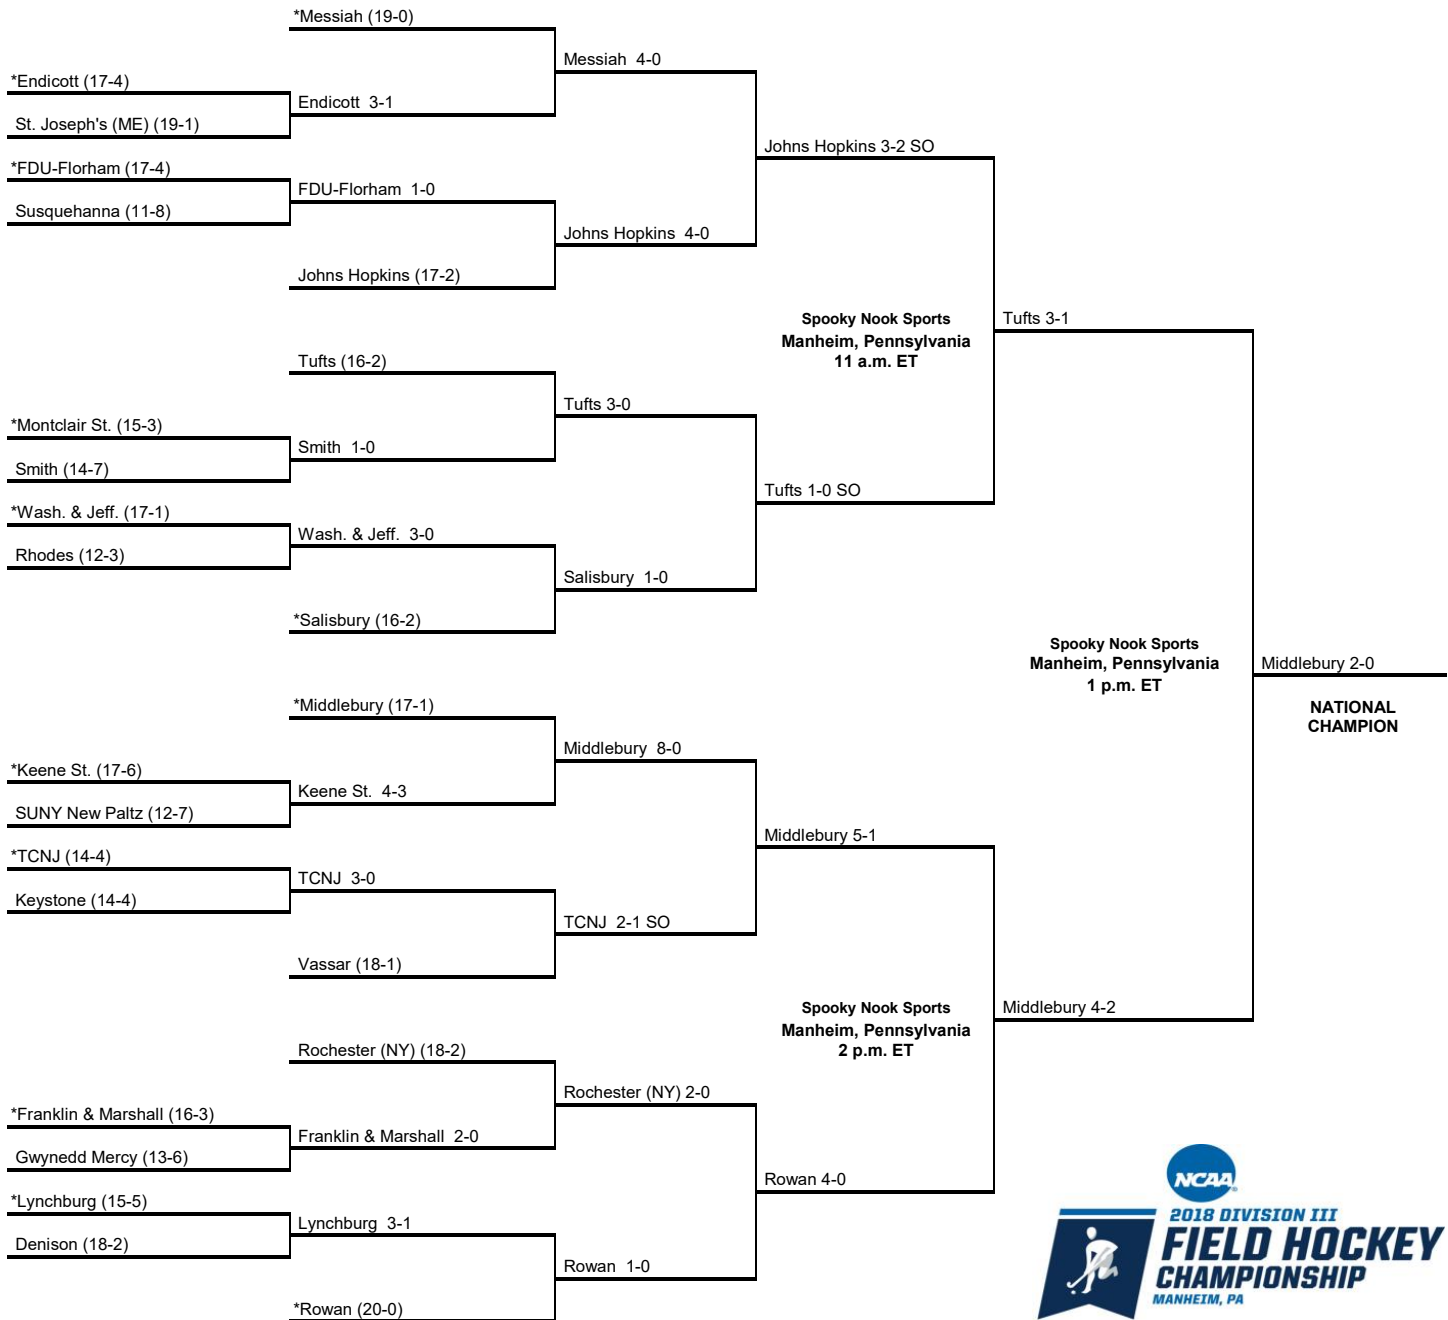 *Messiah (19-0)
Messiah  4-0
*Endicott (17-4)
Endicott  3-1
St. Joseph's (ME) (19-1)
Johns Hopkins 3-2 SO
*FDU-Florham (17-4)
FDU-Florham  1-0
Susquehanna (11-8)
Johns Hopkins  4-0
Johns Hopkins (17-2)
Spooky Nook Sports
Manheim, Pennsylvania
11 a.m. ET
Tufts 3-1
Tufts (16-2)
Tufts 3-0
*Montclair St. (15-3)
Smith  1-0
Smith (14-7)
Tufts 1-0 SO
*Wash. & Jeff. (17-1)
Wash. & Jeff.  3-0
Rhodes (12-3)
Salisbury  1-0
*Salisbury (16-2)
Spooky Nook Sports
Manheim, Pennsylvania
1 p.m. ET
Middlebury 2-0
NATIONAL
CHAMPION
*Middlebury (17-1)
Middlebury  8-0
*Keene St. (17-6)
Keene St.  4-3
SUNY New Paltz (12-7)
Middlebury 5-1
*TCNJ (14-4)
TCNJ  3-0
Keystone (14-4)
TCNJ  2-1 SO
Vassar (18-1)
Spooky Nook Sports
Manheim, Pennsylvania
2 p.m. ET
Middlebury 4-2
Rochester (NY) (18-2)
Rochester (NY) 2-0
*Franklin & Marshall (16-3)
Franklin & Marshall  2-0
Gwynedd Mercy (13-6)
Rowan 4-0
*Lynchburg (15-5)
Lynchburg  3-1
Denison (18-2)
Rowan  1-0
*Rowan (20-0)
NCAA
2018 DIVISION III
FIELD HOCKEY
CHAMPIONSHIP
MANHEIM, PA